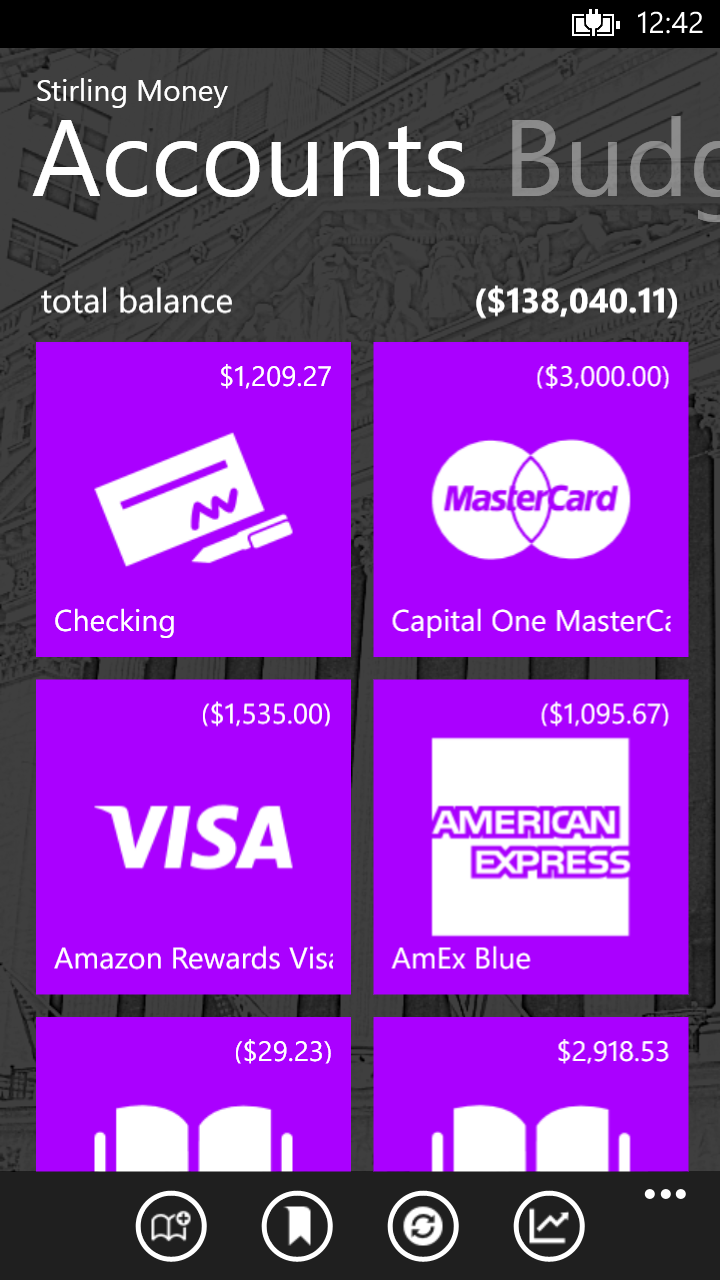 12:42
Stirling Money
Accounts Budg
total balance ($138,040.11)
$1,209.27 ($3,000.00)
MasterCard
Checking Capital One MasterCa
($1,535.00) ($1,095.67)
VISA AMERICAN
EXPRESS
Amazon Rewards Visa AmEx Blue
($29.23) $2,918.53